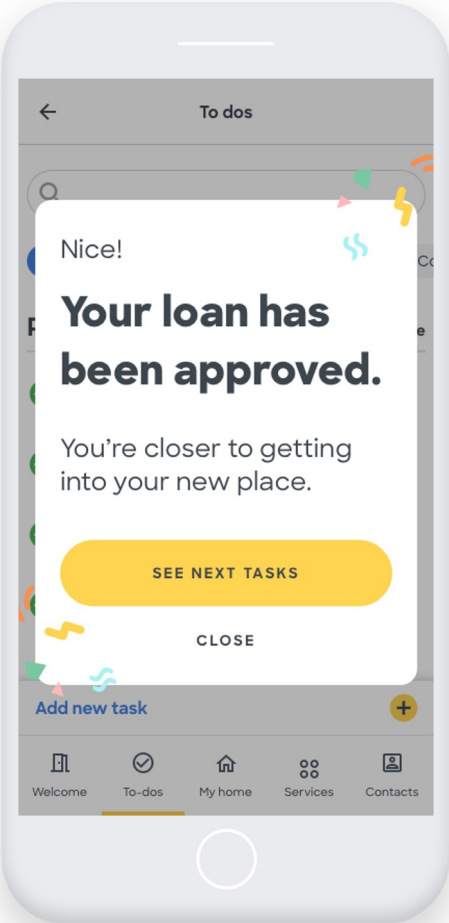 To dos
Nice!
Your loan has
been approved.
You're closer to getting
into your new place.
SEE NEXT TASKS
CLOSE
Add new task
Welcome To-dos My home Services Contacts